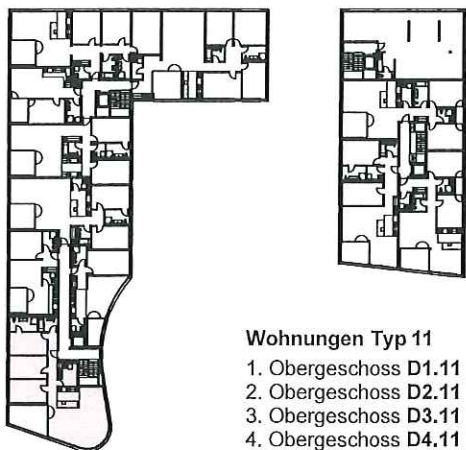 Wohnungen Typ 11
1. Obergeschoss D1.11
2. Obergeschoss D2.11
3. Obergeschoss D3.11
4. Obergeschoss D4.11